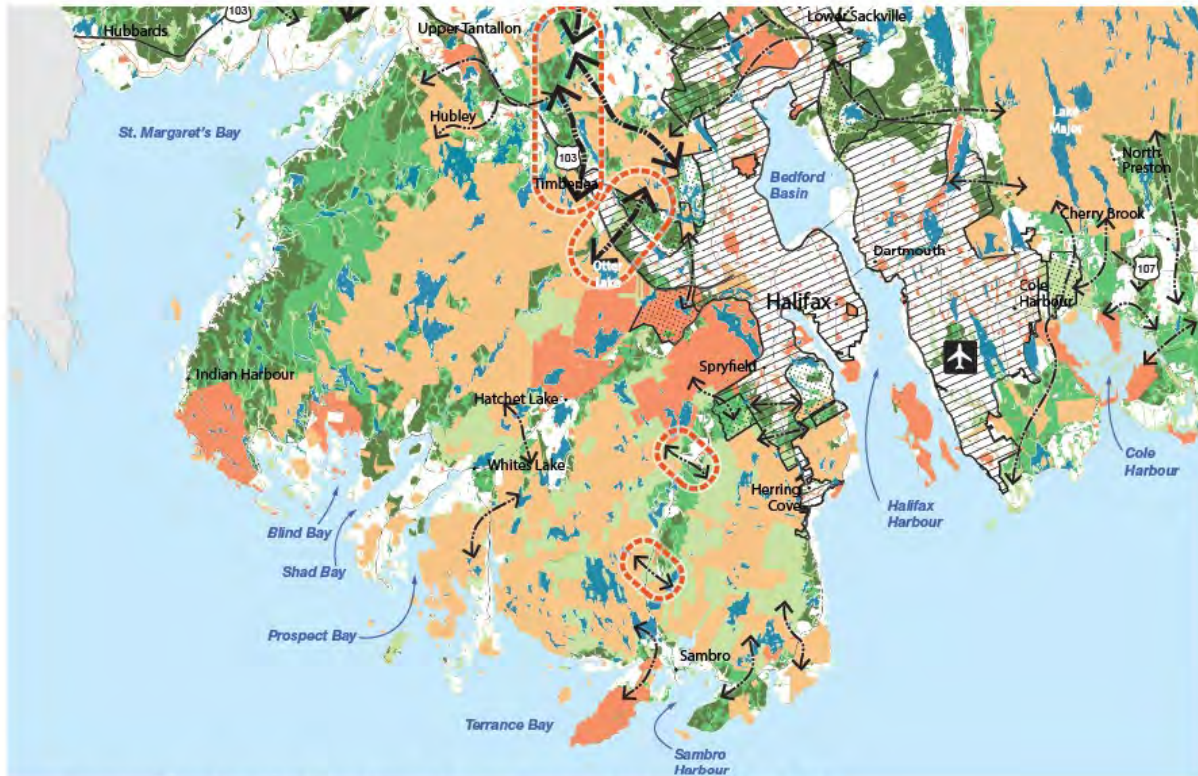 103
Hubbards
Upper Tantallon
Lower Sackville
St. Margaret's Bay
Hubley
103
Timberlea
Bedford
Basin
Lake
Major
North
Preston
Cherry Brook
Dartmouth
107
Otter
Lake
Halifax
Cole
Harbour
Indian Harbour
Spryfield
Hatchet Lake
Whites Lake
Herring
Cove
Halifax
Harbour
Cole
Harbour
Blind Bay
Shad Bay
Prospect Bay
Sambro
Terrance Bay
Sambro
Harbour